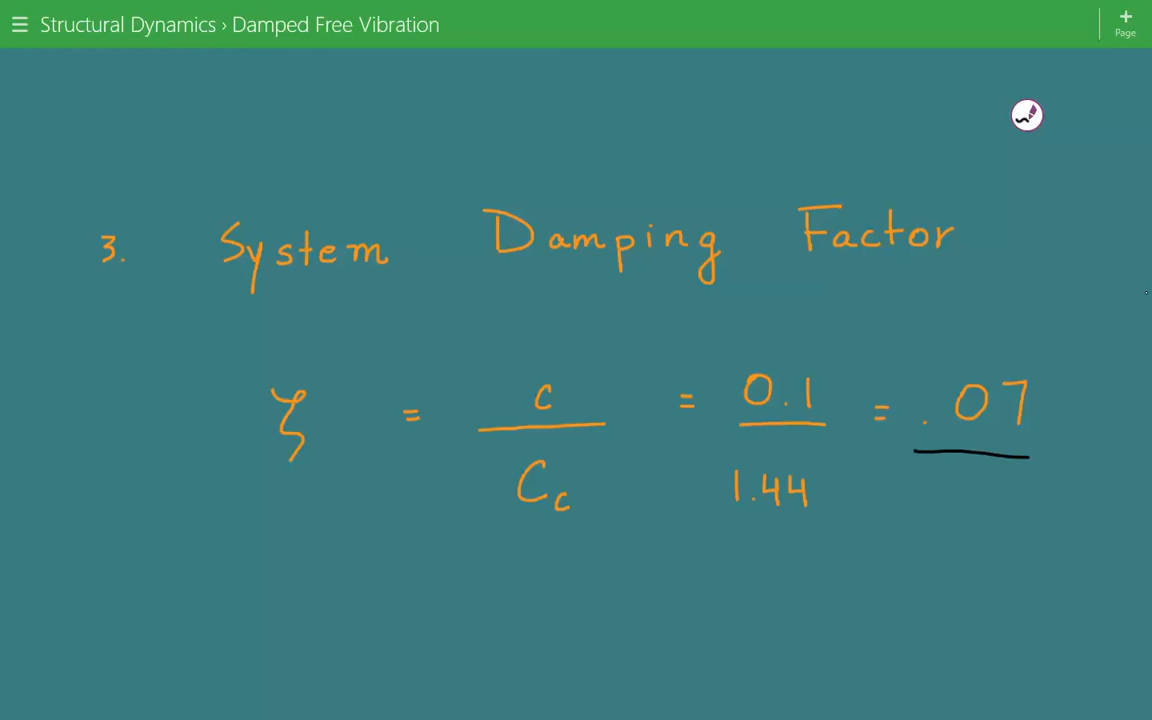 Structural Dynamics › Damped Free Vibration
+
Page
3. System Damping Factor
ζ = c / Cc = 0.1 / 1.44 = .07